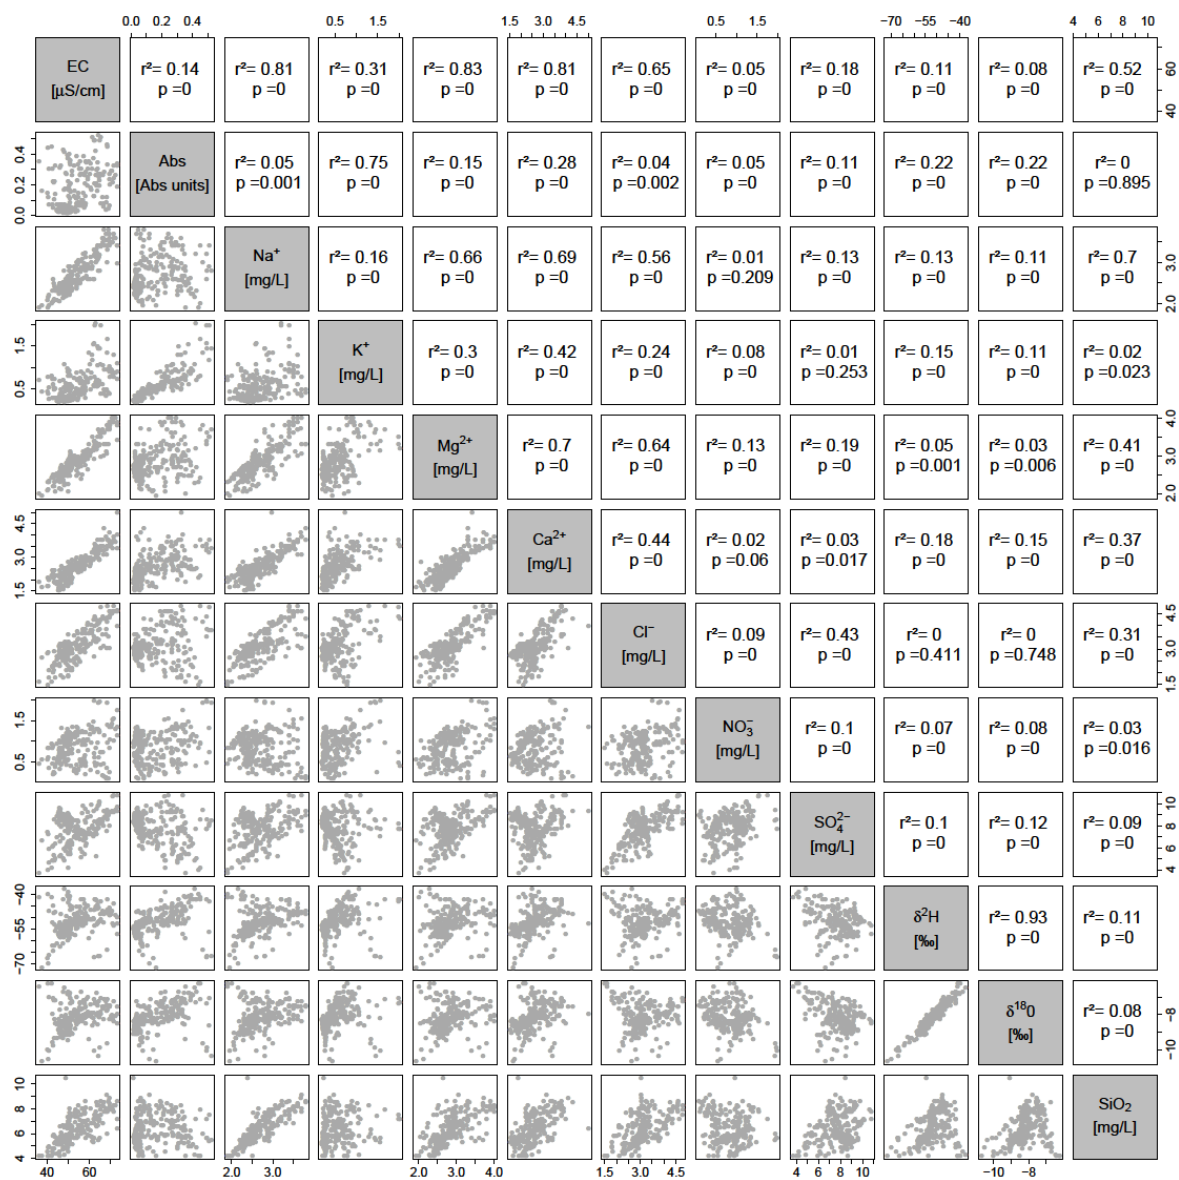 0.0 0.2 0.4 0.5 1.5 1.5 3.0 4.5 0.5 1.5 −70 −55 −40 4 6 8 10
EC r²= 0.14 r²= 0.81 r²= 0.31 r²= 0.83 r²= 0.81 r²= 0.65 r²= 0.05 r²= 0.18 r²= 0.11 r²= 0.08 r²= 0.52
[µS/cm] p =0 p =0 p =0 p =0 p =0 p =0 p =0 p =0 p =0 p =0 p =0
40 60
0.0 0.2 0.4
Abs r²= 0.05 r²= 0.75 r²= 0.15 r²= 0.28 r²= 0.04 r²= 0.05 r²= 0.11 r²= 0.22 r²= 0.22 r²= 0
[Abs units] p =0.001 p =0 p =0 p =0 p =0.002 p =0 p =0 p =0 p =0 p =0.895
Na⁺ r²= 0.16 r²= 0.66 r²= 0.69 r²= 0.56 r²= 0.01 r²= 0.13 r²= 0.13 r²= 0.11 r²= 0.7
[mg/L] p =0 p =0 p =0 p =0 p =0.209 p =0 p =0 p =0 p =0
2.0 3.0
0.5 1.5
K⁺ r²= 0.3 r²= 0.42 r²= 0.24 r²= 0.08 r²= 0.01 r²= 0.15 r²= 0.11 r²= 0.02
[mg/L] p =0 p =0 p =0 p =0 p =0.253 p =0 p =0 p =0.023
Mg²⁺ r²= 0.7 r²= 0.64 r²= 0.13 r²= 0.19 r²= 0.05 r²= 0.03 r²= 0.41
[mg/L] p =0 p =0 p =0 p =0 p =0.001 p =0.006 p =0
2.0 3.0 4.0
1.5 3.0 4.5
Ca²⁺ r²= 0.44 r²= 0.02 r²= 0.03 r²= 0.18 r²= 0.15 r²= 0.37
[mg/L] p =0 p =0.06 p =0.017 p =0 p =0 p =0
Cl⁻ r²= 0.09 r²= 0.43 r²= 0 r²= 0 r²= 0.31
[mg/L] p =0 p =0 p =0.411 p =0.748 p =0
1.5 3.0 4.5
0.5 1.5
NO₃⁻ r²= 0.1 r²= 0.07 r²= 0.08 r²= 0.03
[mg/L] p =0 p =0 p =0 p =0.016
SO₄²⁻ r²= 0.1 r²= 0.12 r²= 0.09
[mg/L] p =0 p =0 p =0
4 6 8 10
−70 −55 −40
δ²H r²= 0.93 r²= 0.11
[‰] p =0 p =0
δ¹⁸0 r²= 0.08
[‰] p =0
−10 −8
4 6 8 10
SiO₂
[mg/L]
40 60 2.0 3.0 2.0 3.0 4.0 1.5 3.0 4.5 4 6 8 10 −10 −8